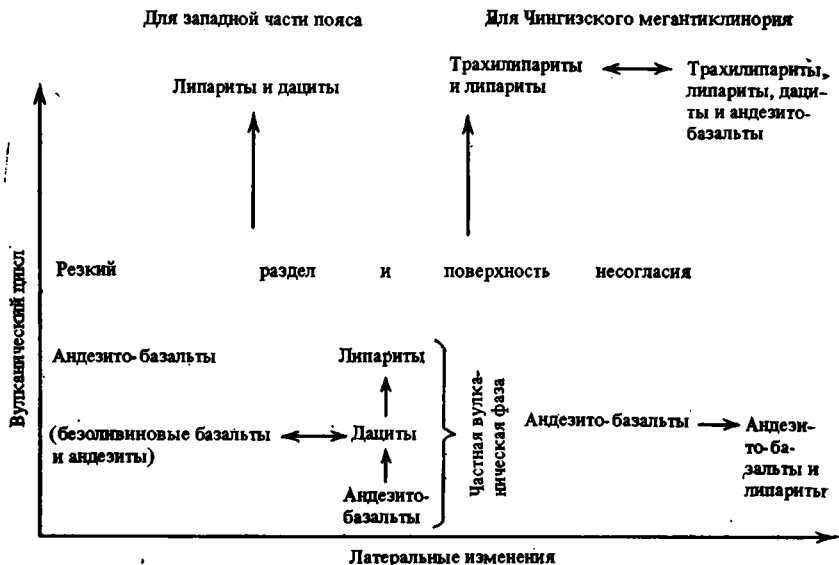 Для западной части пояса
Для Чингизского мегантиклинория
Липариты и дациты
Трахилипариты
и липариты
Трахилипариты,
липариты, даци-
ты и андезито-
базальты
Резкий раздел и поверхность несогласия
Андезито-базальты
(безоливиновые базальты
и андезиты)
Липариты
Дациты
Андезито-
базальты
Частная вулка-
ническая фаза
Андезито-базальты
Андези-
то-ба-
зальты и
липариты
Вулканический цикл
Латеральные изменения